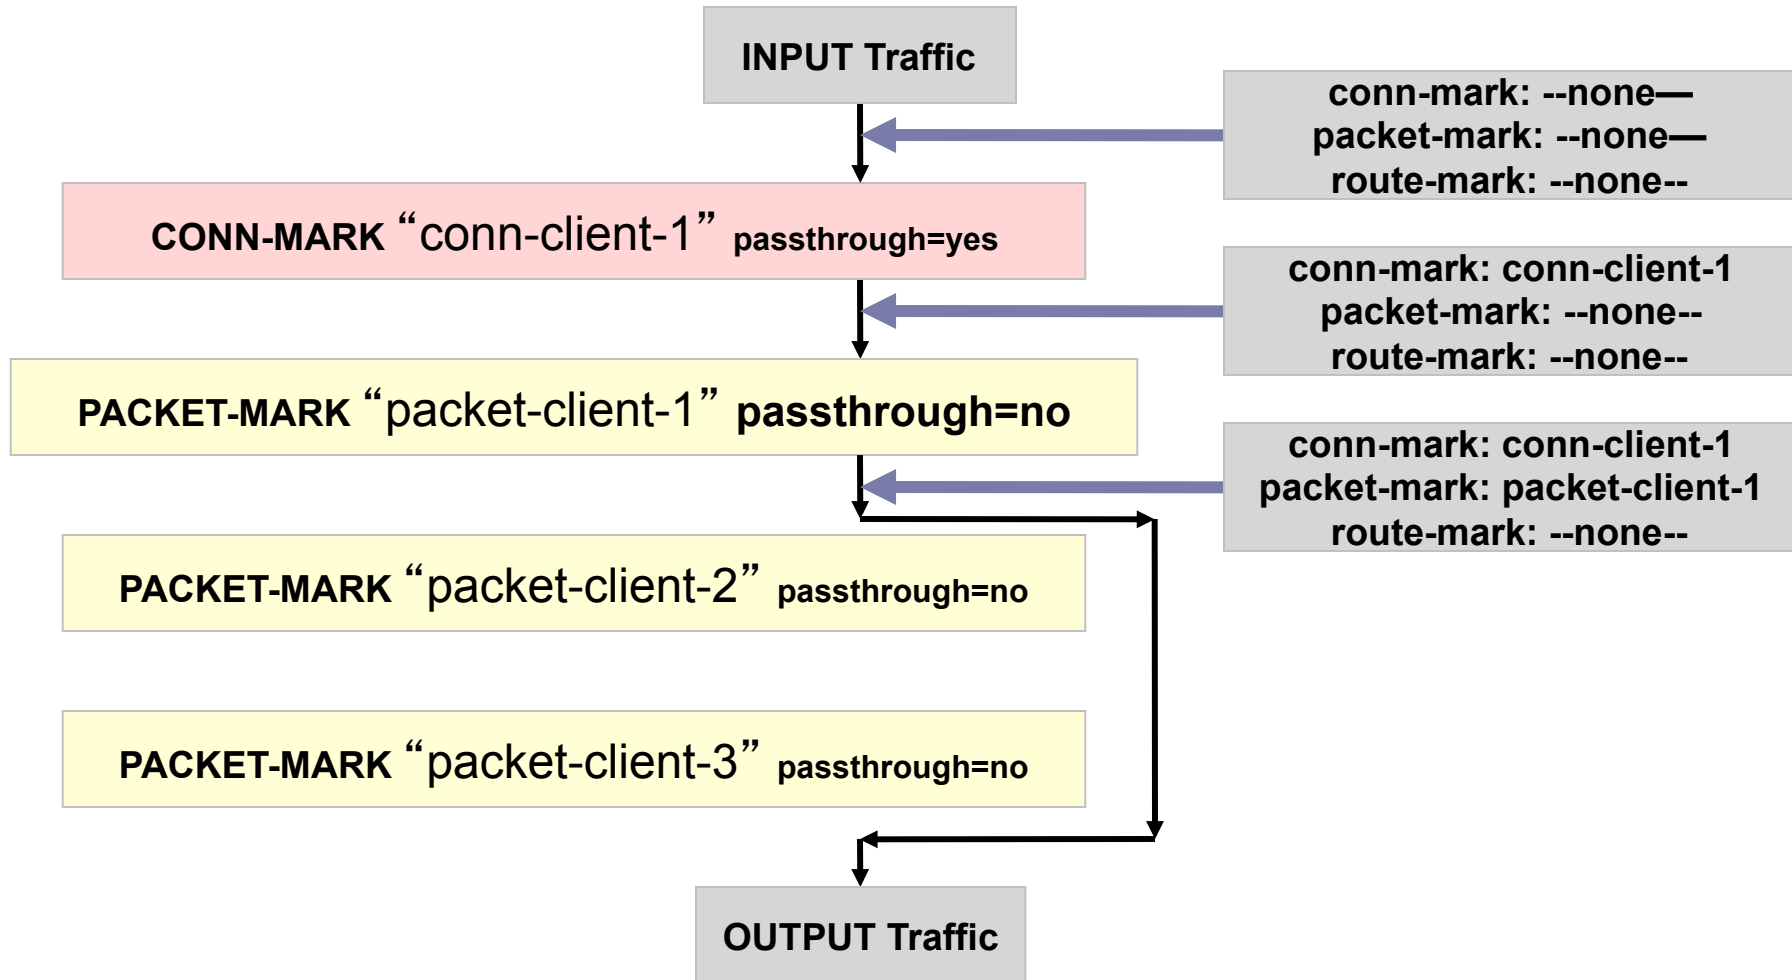 INPUT Traffic
conn-mark: --none—
packet-mark: --none—
route-mark: --none--
CONN-MARK “conn-client-1” passthrough=yes
conn-mark: conn-client-1
packet-mark: --none--
route-mark: --none--
PACKET-MARK “packet-client-1” passthrough=no
conn-mark: conn-client-1
packet-mark: packet-client-1
route-mark: --none--
PACKET-MARK “packet-client-2” passthrough=no
PACKET-MARK “packet-client-3” passthrough=no
OUTPUT Traffic